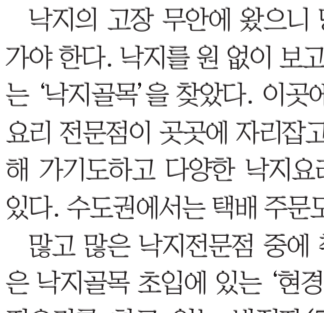 낙지의 고장 무안에 왔으니
가야 한다. 낙지를 원 없이 보고
는 ‘낙지골목’을 찾았다. 이곳에
요리 전문점이 곳곳에 자리잡고
해 가기도하고 다양한 낙지요리
있다. 수도권에서는 택배 주문도
많고 많은 낙지전문점 중에
은 낙지골목 초입에 있는 ‘현경